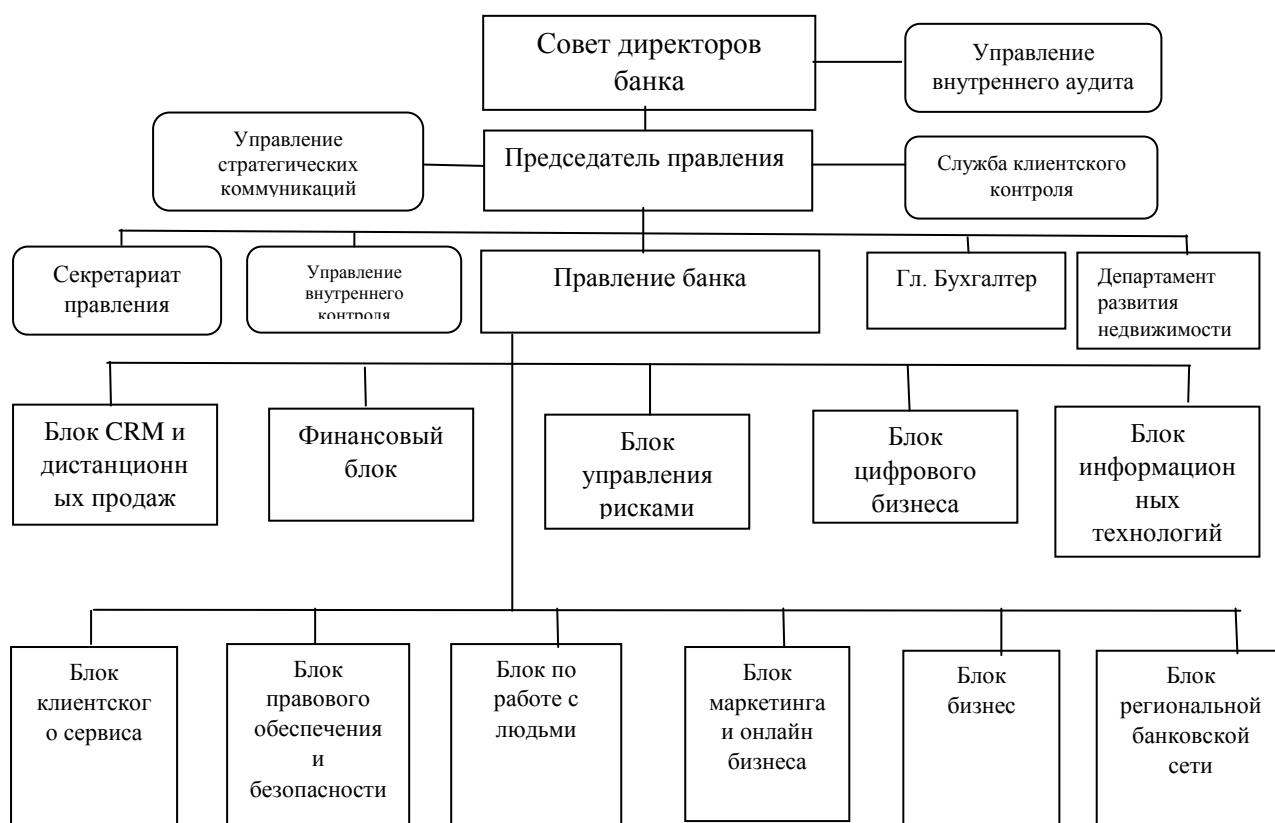 Совет директоров
банка
Управление
внутреннего аудита
Управление
стратегических
коммуникаций
Председатель правления
Служба клиентского
контроля
Секретариат
правления
Управление
внутреннего
контроля
Правление банка
Гл. Бухгалтер
Департамент
развития
недвижимости
Блок CRM и
дистанционн
ых продаж
Финансовый
блок
Блок
управления
рисками
Блок
цифрового
бизнеса
Блок
информацион
ных
технологий
Блок
клиентског
о сервиса
Блок
правового
обеспечения
и
безопасности
Блок по
работе с
людьми
Блок
маркетинга
и онлайн
бизнеса
Блок
бизнес
Блок
региональной
банковской
сети